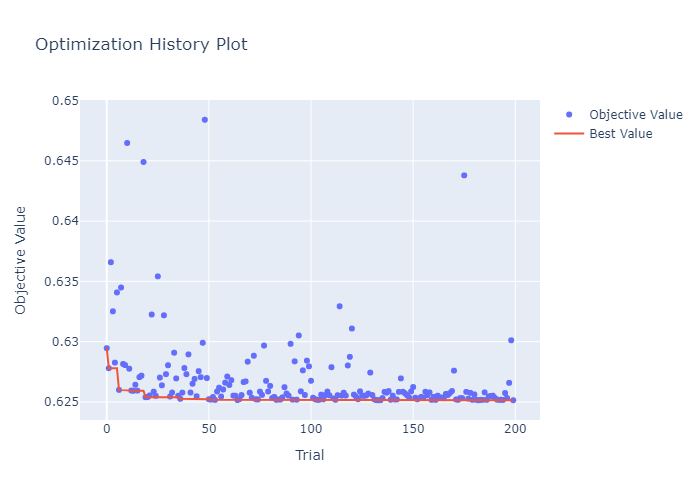 Optimization History Plot
0.65
0.645
0.64
0.635
0.63
0.625
Objective Value
0
50
100
150
200
Trial
Objective Value
Best Value